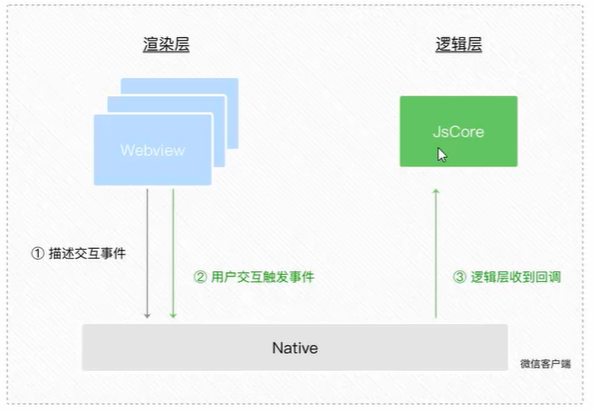 渲染层
逻辑层
Webview
JsCore
① 描述交互事件
② 用户交互触发事件
③ 逻辑层收到回调
Native
微信客户端